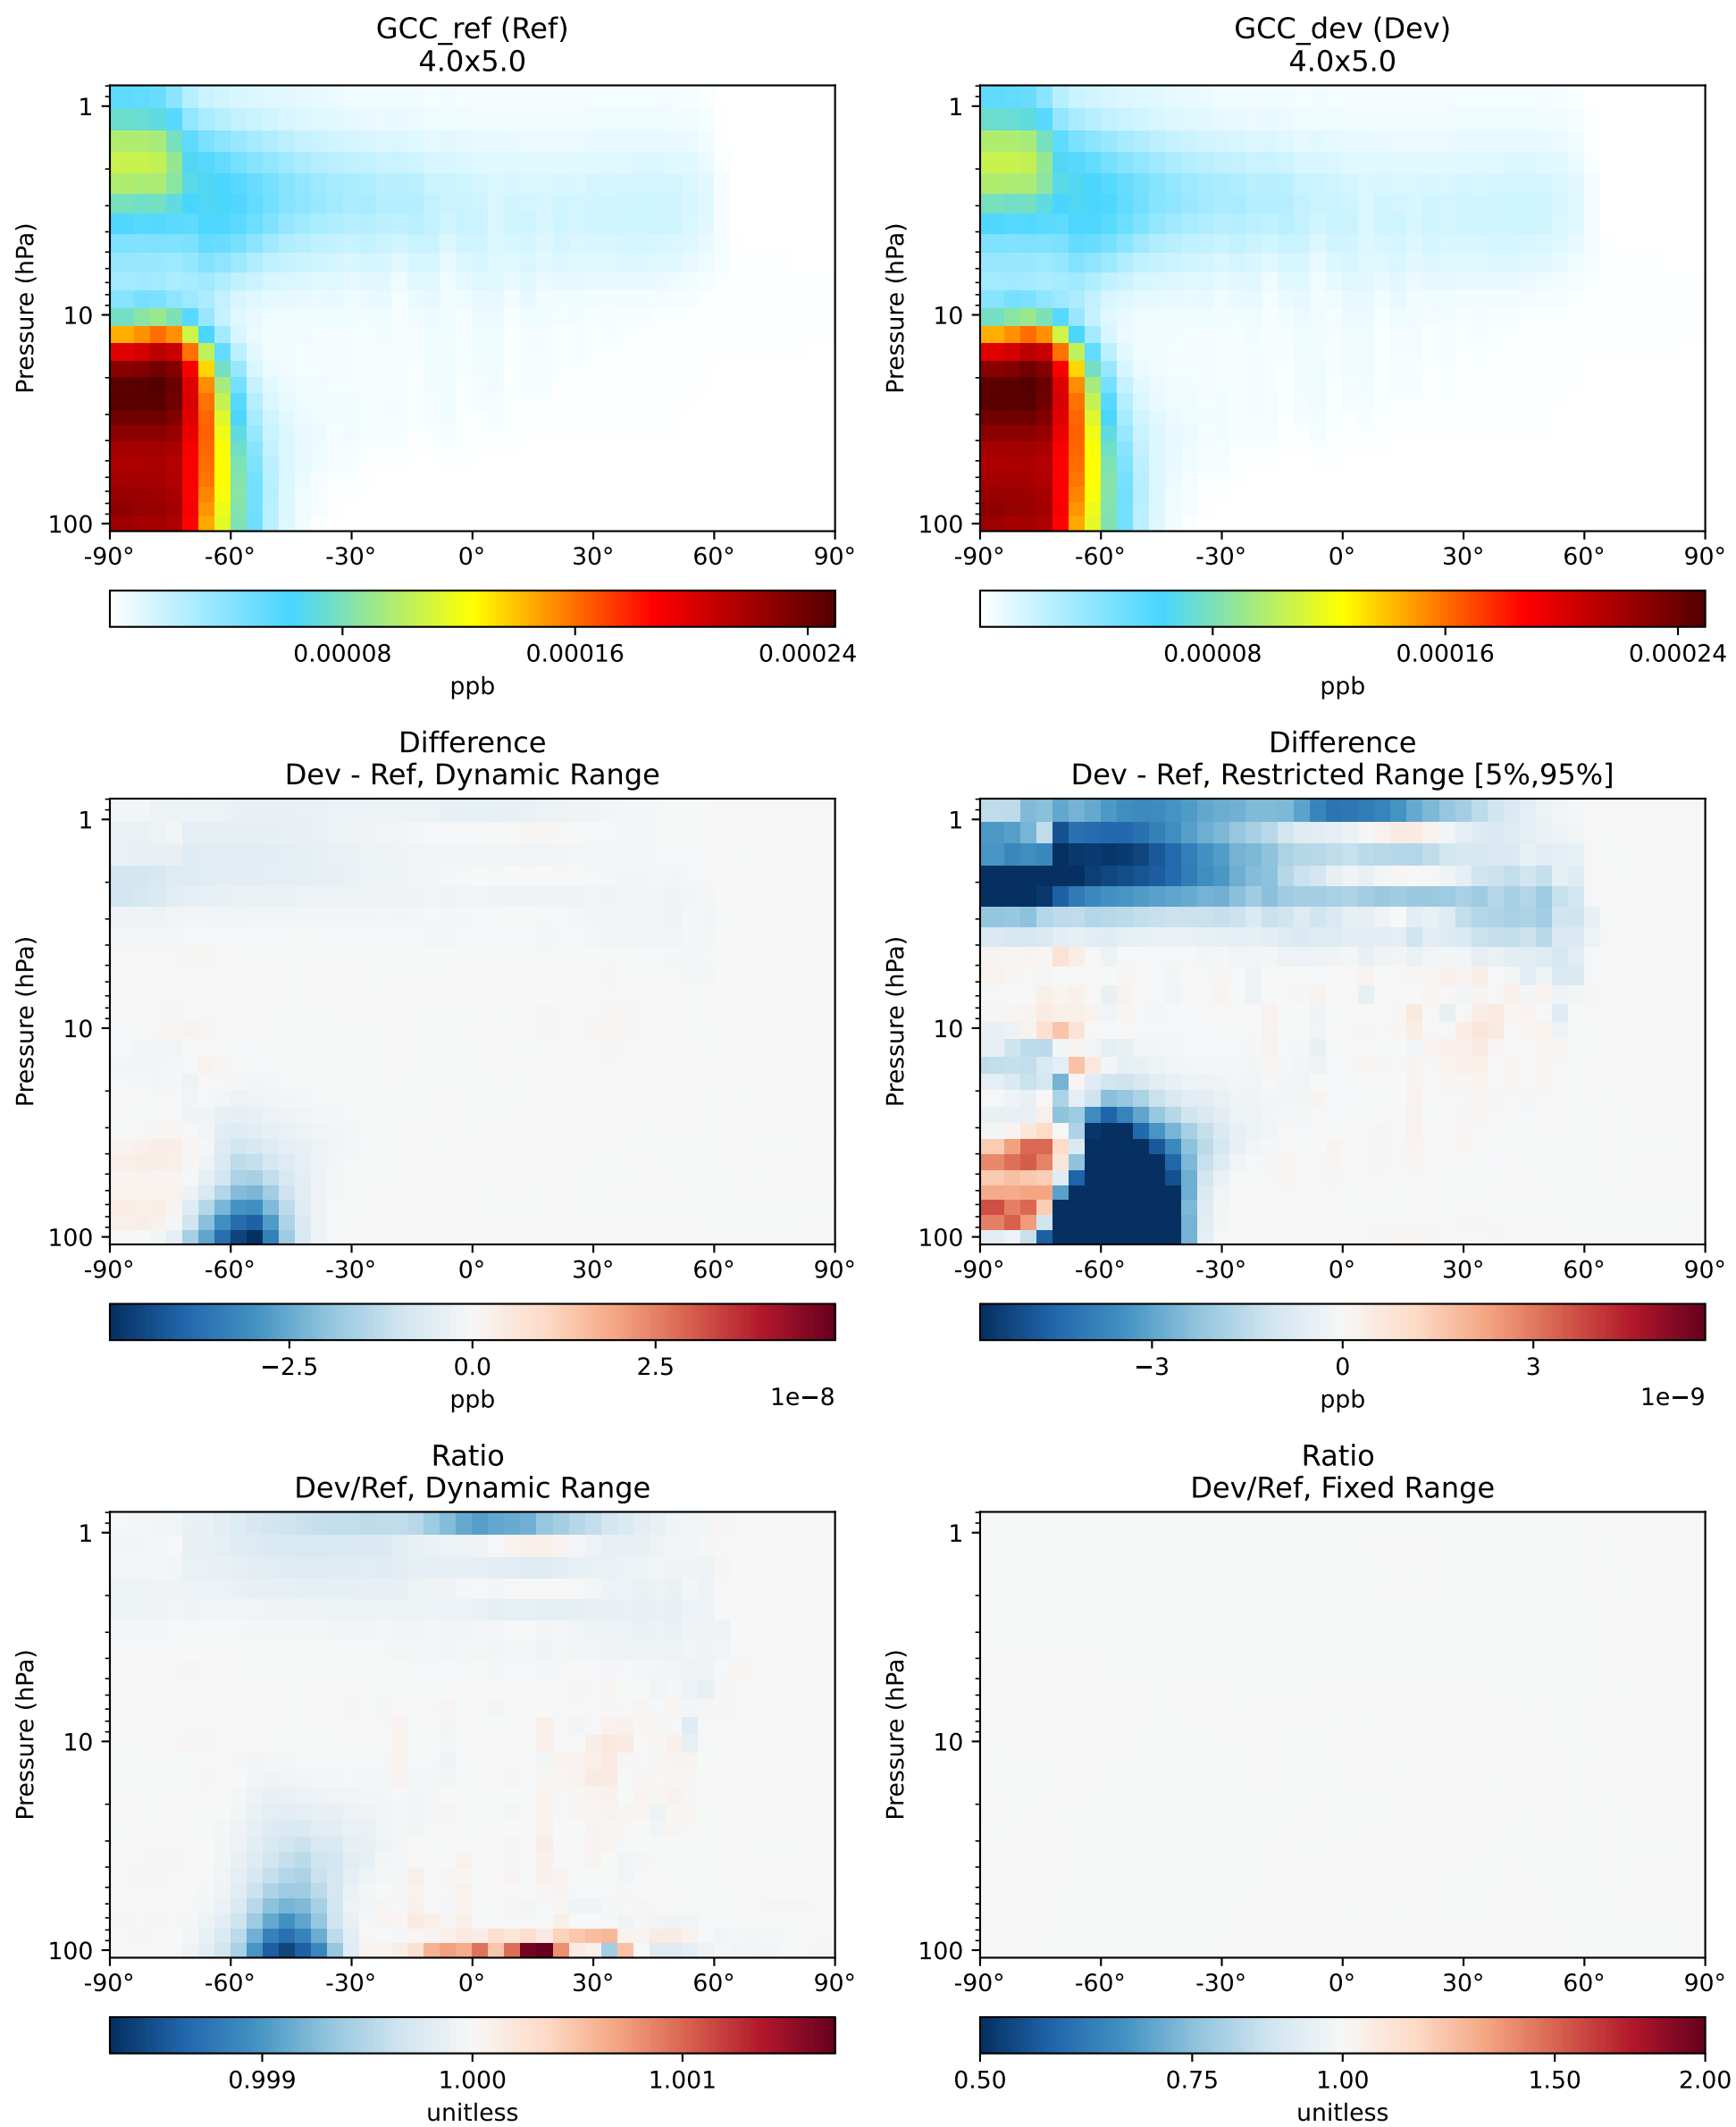 GCC_ref (Ref)
4.0x5.0
Pressure (hPa)
1
10
100
-90° -60° -30° 0° 30° 60° 90°
0.00008 0.00016 0.00024
ppb
GCC_dev (Dev)
4.0x5.0
Pressure (hPa)
1
10
100
-90° -60° -30° 0° 30° 60° 90°
0.00008 0.00016 0.00024
ppb
Difference
Dev - Ref, Dynamic Range
Pressure (hPa)
1
10
100
-90° -60° -30° 0° 30° 60° 90°
−2.5 0.0 2.5
1e−8
ppb
Difference
Dev - Ref, Restricted Range [5%,95%]
Pressure (hPa)
1
10
100
-90° -60° -30° 0° 30° 60° 90°
−3 0 3
1e−9
ppb
Ratio
Dev/Ref, Dynamic Range
Pressure (hPa)
1
10
100
-90° -60° -30° 0° 30° 60° 90°
0.999 1.000 1.001
unitless
Ratio
Dev/Ref, Fixed Range
Pressure (hPa)
1
10
100
-90° -60° -30° 0° 30° 60° 90°
0.50 0.75 1.00 1.50 2.00
unitless